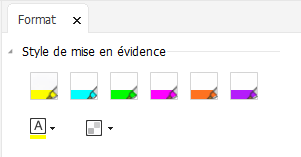 Format
Style de mise en évidence
A